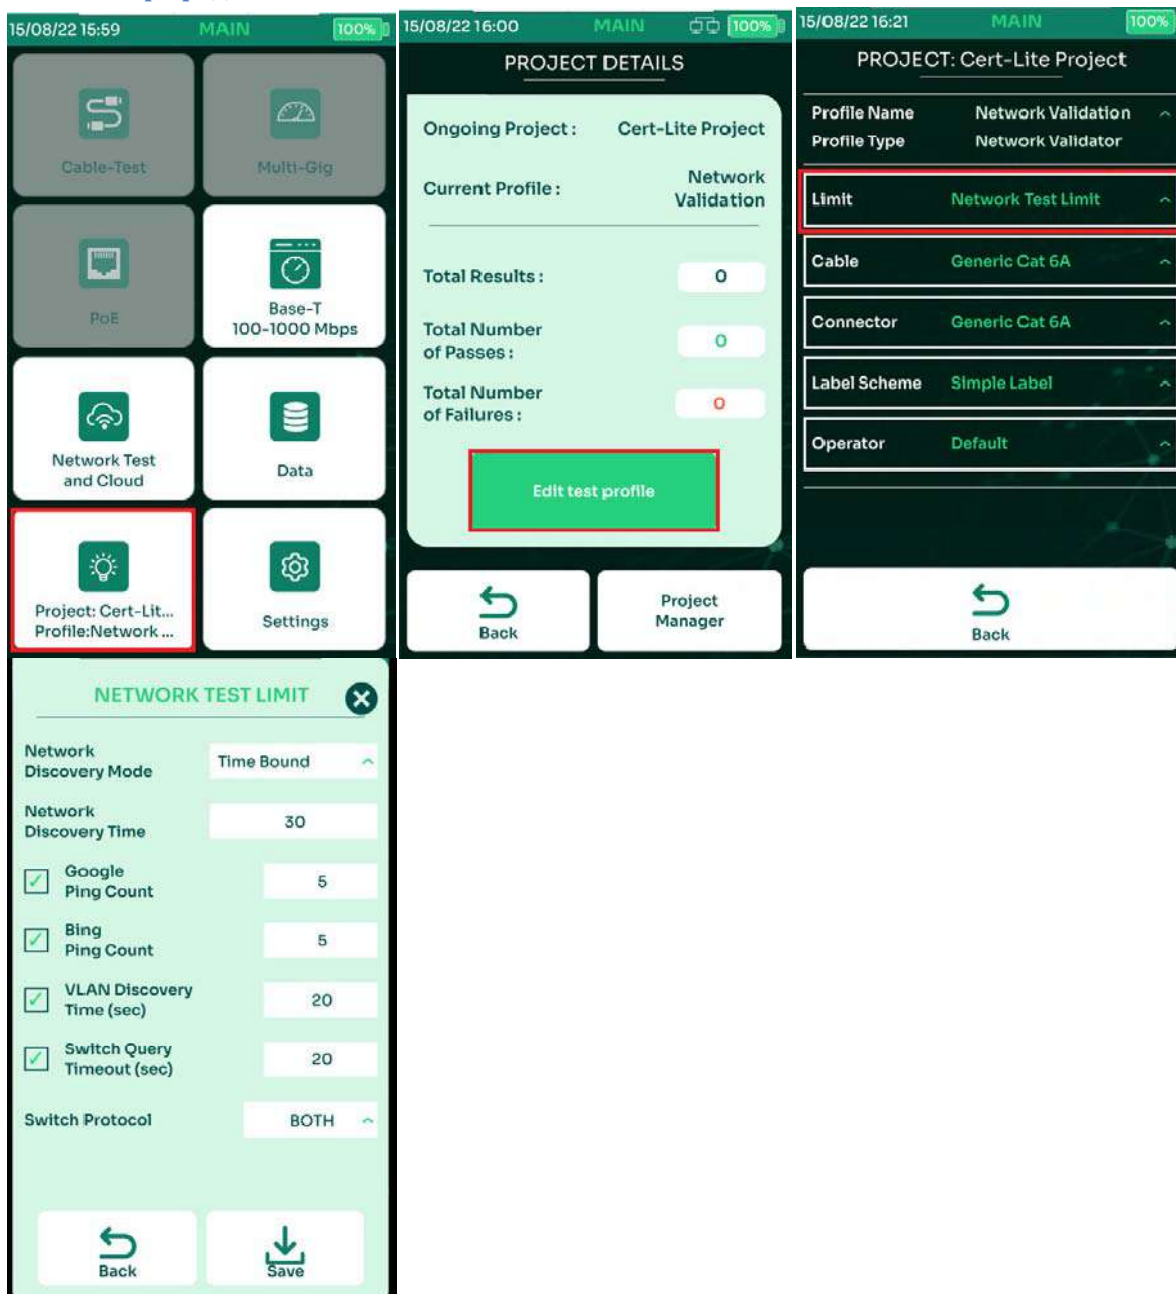 15/08/22 15:59 MAIN 100%
Cable-Test
Multi-Gig
PoE
Base-T
100-1000 Mbps
Network Test
and Cloud
Data
Project: Cert-Lit...
Profile:Network ...
Settings
15/08/22 16:00 MAIN 100%
PROJECT DETAILS
Ongoing Project : Cert-Lite Project
Current Profile : Network
Validation
Total Results : 0
Total Number
of Passes : 0
Total Number
of Failures : 0
Edit test profile
Back
Project
Manager
15/08/22 16:21 MAIN 100%
PROJECT: Cert-Lite Project
Profile Name Network Validation
Profile Type Network Validator
Limit Network Test Limit
Cable Generic Cat 6A
Connector Generic Cat 6A
Label Scheme Simple Label
Operator Default
Back
NETWORK TEST LIMIT
Network
Discovery Mode Time Bound
Network
Discovery Time 30
Google
Ping Count 5
Bing
Ping Count 5
VLAN Discovery
Time (sec) 20
Switch Query
Timeout (sec) 20
Switch Protocol BOTH
Back
Save